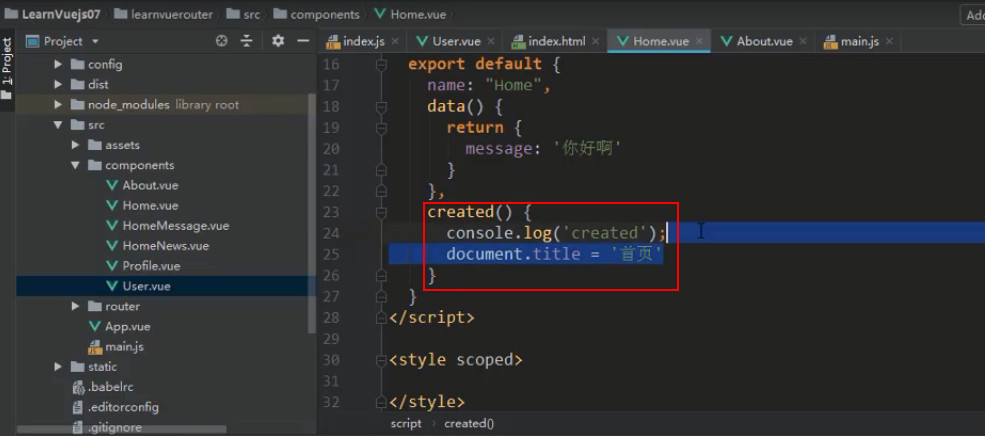 LearnVuejs07 learnvuerouter src components Home.vue
Add
1: Project
Project
index.js User.vue index.html Home.vue About.vue main.js
config
dist
node_modules library root
src
assets
components
About.vue
Home.vue
HomeMessage.vue
HomeNews.vue
Profile.vue
User.vue
router
App.vue
main.js
static
.babelrc
.editorconfig
.gitignore
16 export default {
17 name: "Home",
18 data() {
19 return {
20 message: '你好啊'
21 }
22 },
23 created() {
24 console.log('created');
25 document.title = '首页'
26 }
27 }
28 </script>
29
30 <style scoped>
31
32 </style>
script › created()